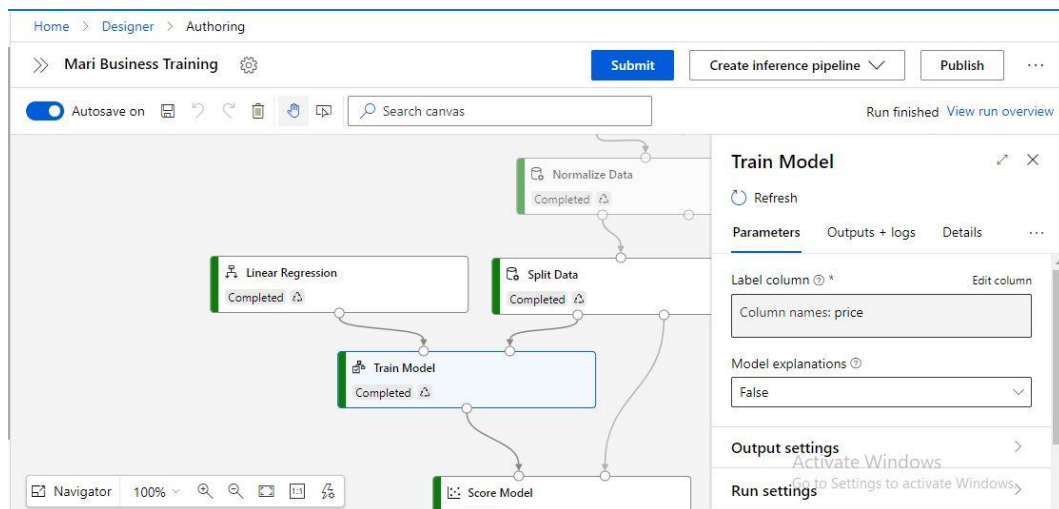 Home > Designer > Authoring
Mari Business Training
Submit
Create inference pipeline
Publish
Autosave on
Search canvas
Run finished View run overview
Normalize Data
Completed
Linear Regression
Completed
Split Data
Completed
Train Model
Completed
Score Model
Navigator 100% 1:1
Train Model
Refresh
Parameters Outputs + logs Details
Label column * Edit column
Column names: price
Model explanations
False
Output settings
Run settings
Activate Windows
Go to Settings to activate Windows.